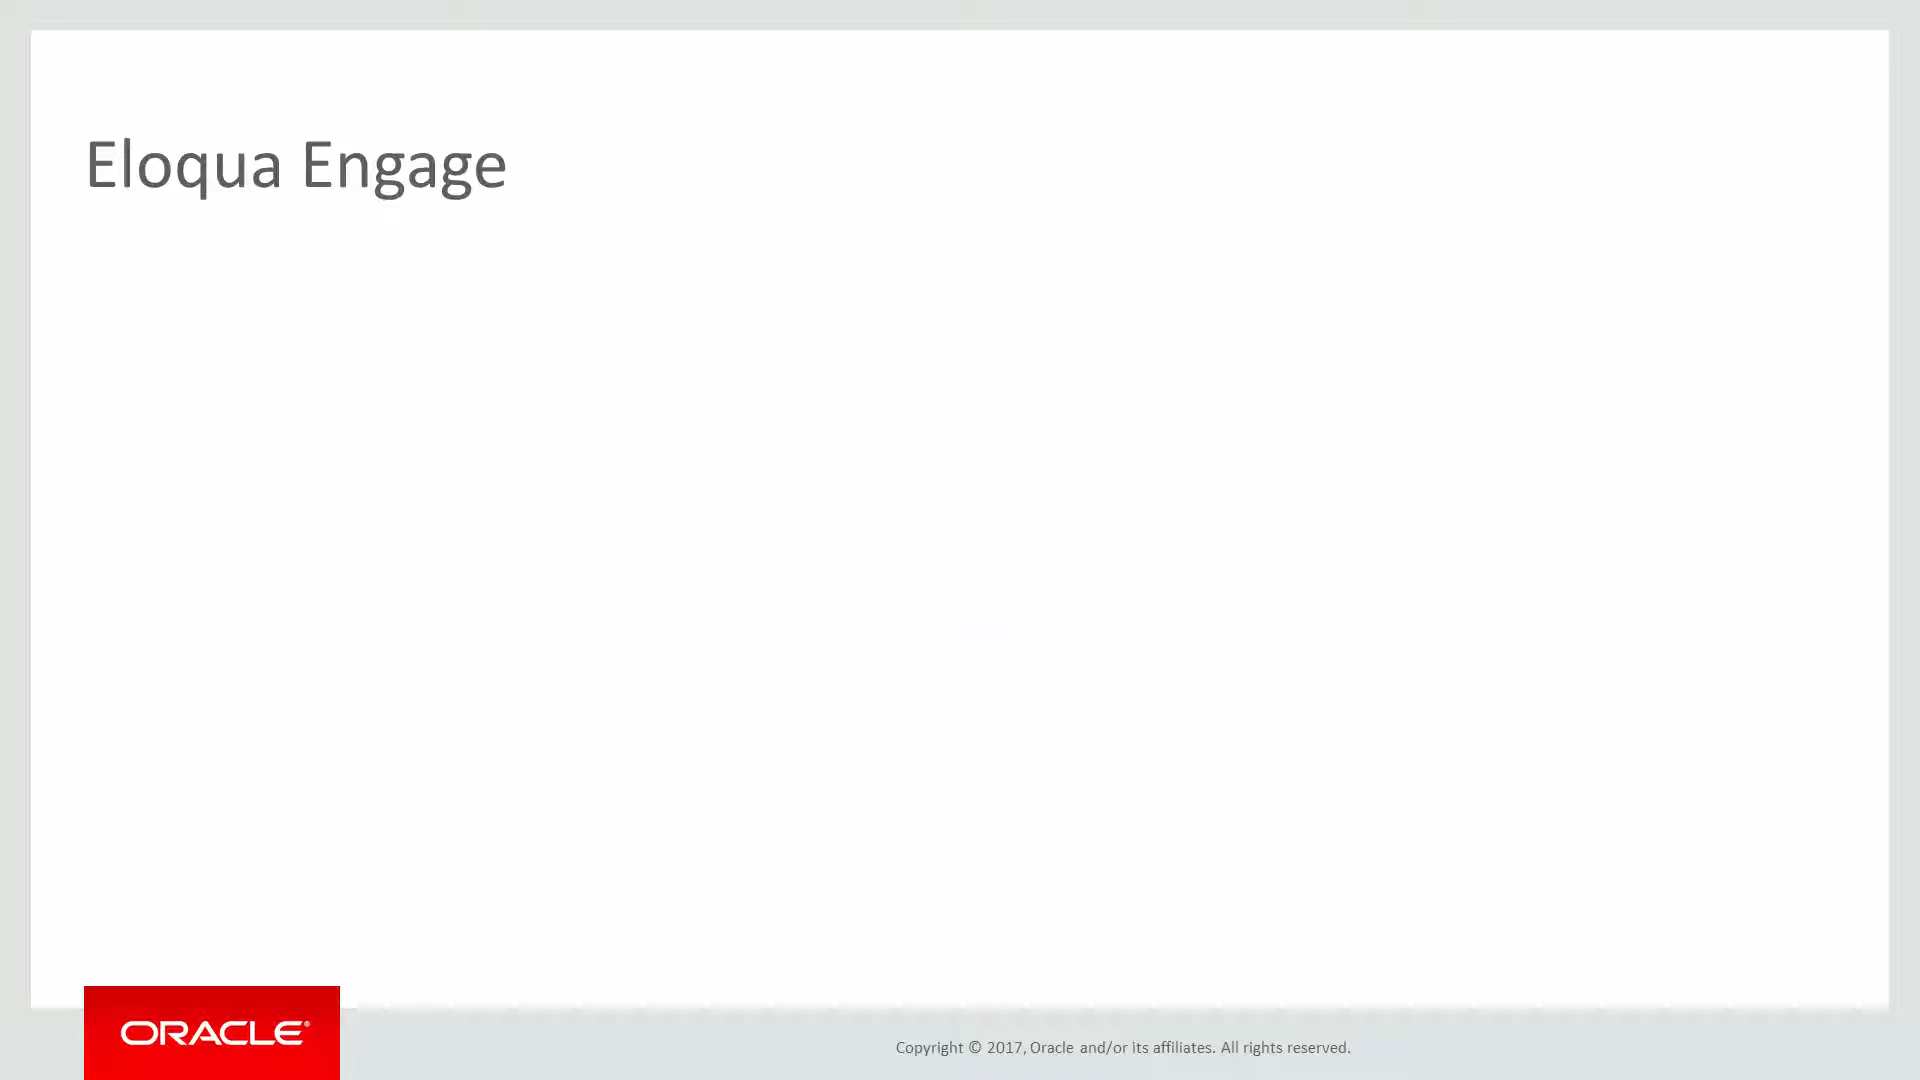 Eloqua Engage
ORACLE®
Copyright © 2017, Oracle and/or its affiliates. All rights reserved.